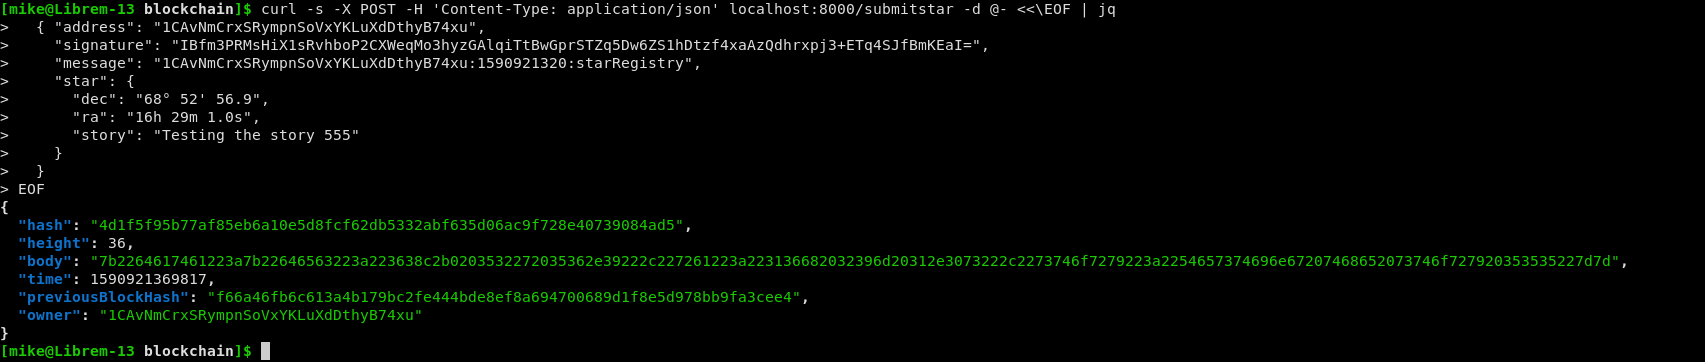 [mike@Librem-13 blockchain]$ curl -s -X POST -H 'Content-Type: application/json' localhost:8000/submitstar -d @- <<\EOF | jq
>   { "address": "1CAvNmCrxSRympnSoVxYKLuXdDthyB74xu",
>     "signature": "IBfm3PRMsHiX1sRvhboP2CXWeqMo3hyzGAlqiTtBwGprSTZq5Dw6ZS1hDtzf4xaAzQdhrxpj3+ETq4SJfBmKEaI=",
>     "message": "1CAvNmCrxSRympnSoVxYKLuXdDthyB74xu:1590921320:starRegistry",
>     "star": {
>       "dec": "68° 52' 56.9",
>       "ra": "16h 29m 1.0s",
>       "story": "Testing the story 555"
>     }
>   }
> EOF
{
  "hash": "4d1f5f95b77af85eb6a10e5d8fcf62db5332abf635d06ac9f728e40739084ad5",
  "height": 36,
  "body": "7b2264617461223a7b22646563223a223638c2b0203532272035362e39222c227261223a223136682032396d20312e3073222c2273746f7279223a2254657374696e67207468652073746f727920353535227d7d",
  "time": 1590921369817,
  "previousBlockHash": "f66a46fb6c613a4b179bc2fe444bde8ef8a694700689d1f8e5d978bb9fa3cee4",
  "owner": "1CAvNmCrxSRympnSoVxYKLuXdDthyB74xu"
}
[mike@Librem-13 blockchain]$